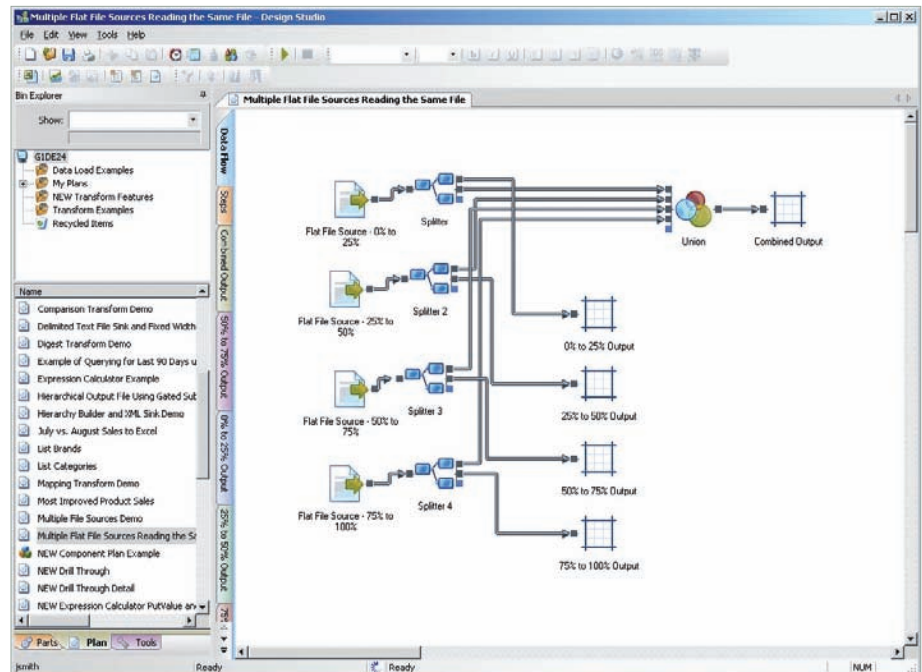 Multiple Flat File Sources Reading the Same File - Design Studio
File Edit View Tools Help
Bin Explorer
Show:
G1DE24
Data Load Examples
My Plans
NEW Transform Features
Transform Examples
Recycled Items
Name
Comparison Transform Demo
Delimited Text File Sink and Fixed Width
Digest Transform Demo
Example of Querying for Last 90 Days u
Expression Calculator Example
Hierarchical Output File Using Gated Sub
Hierarchy Builder and XML Sink Demo
July vs. August Sales to Excel
List Brands
List Categories
Mapping Transform Demo
Most Improved Product Sales
Multiple File Sources Demo
Multiple Flat File Sources Reading the Sa
NEW Component Plan Example
NEW Drill Through
NEW Drill Through Detail
NEW Expression Calculator PutValue an
Parts Plan Tools
Multiple Flat File Sources Reading the Same File
Data Flow
Steps
Combined Output
50% to 75% Output
0% to 25% Output
25% to 50% Output
Flat File Source - 0% to
25%
Splitter
Union
Combined Output
Flat File Source - 25% to
50%
Splitter 2
0% to 25% Output
Flat File Source - 50% to
75%
Splitter 3
25% to 50% Output
50% to 75% Output
Flat File Source - 75% to
100%
Splitter 4
75% to 100% Output
jsmith Ready Ready NUM